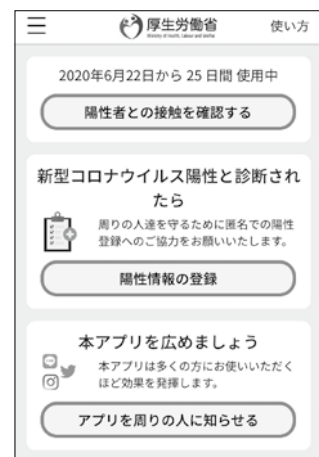 厚生労働省
Ministry of Health, Labour and Welfare
使い方
2020年6月22日から 25 日間 使用中
陽性者との接触を確認する
新型コロナウイルス陽性と診断され
たら
周りの人達を守るために匿名での陽性
登録へのご協力をお願いいたします。
陽性情報の登録
本アプリを広めましょう
本アプリは多くの方にお使いいただく
ほど効果を発揮します。
アプリを周りの人に知らせる